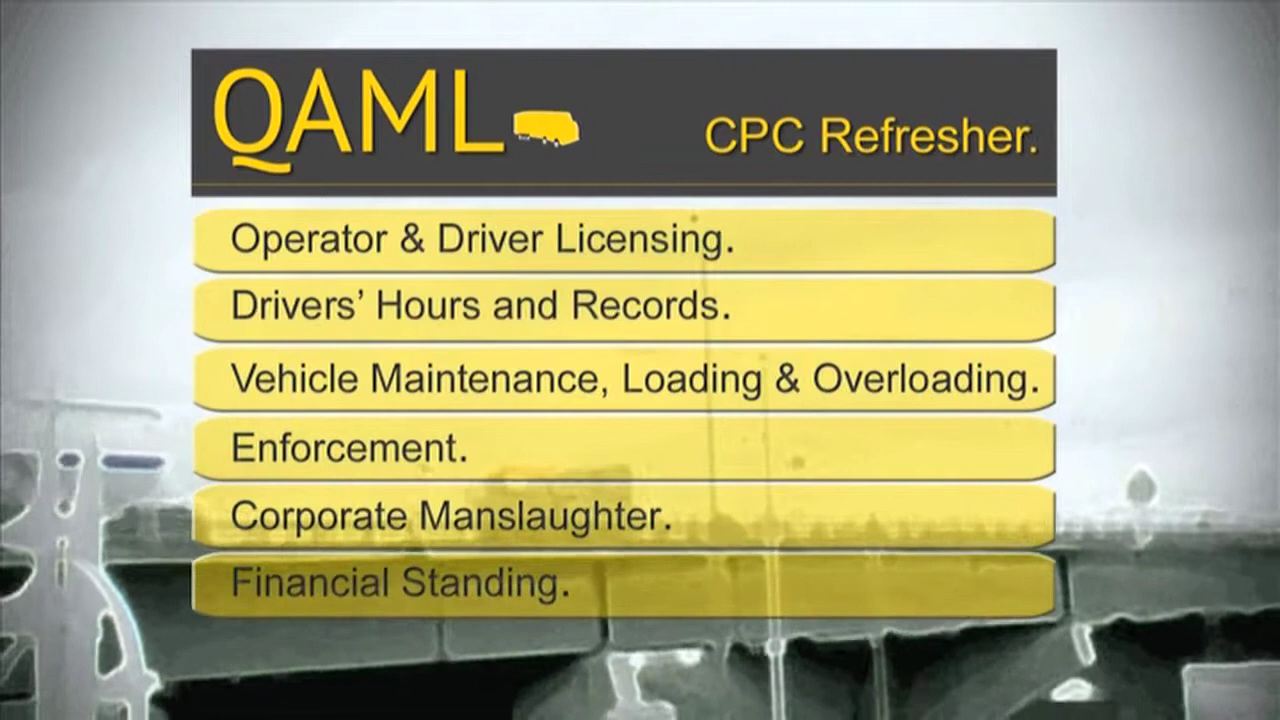 QAML
CPC Refresher.
Operator & Driver Licensing.
Drivers’ Hours and Records.
Vehicle Maintenance, Loading & Overloading.
Enforcement.
Corporate Manslaughter.
Financial Standing.